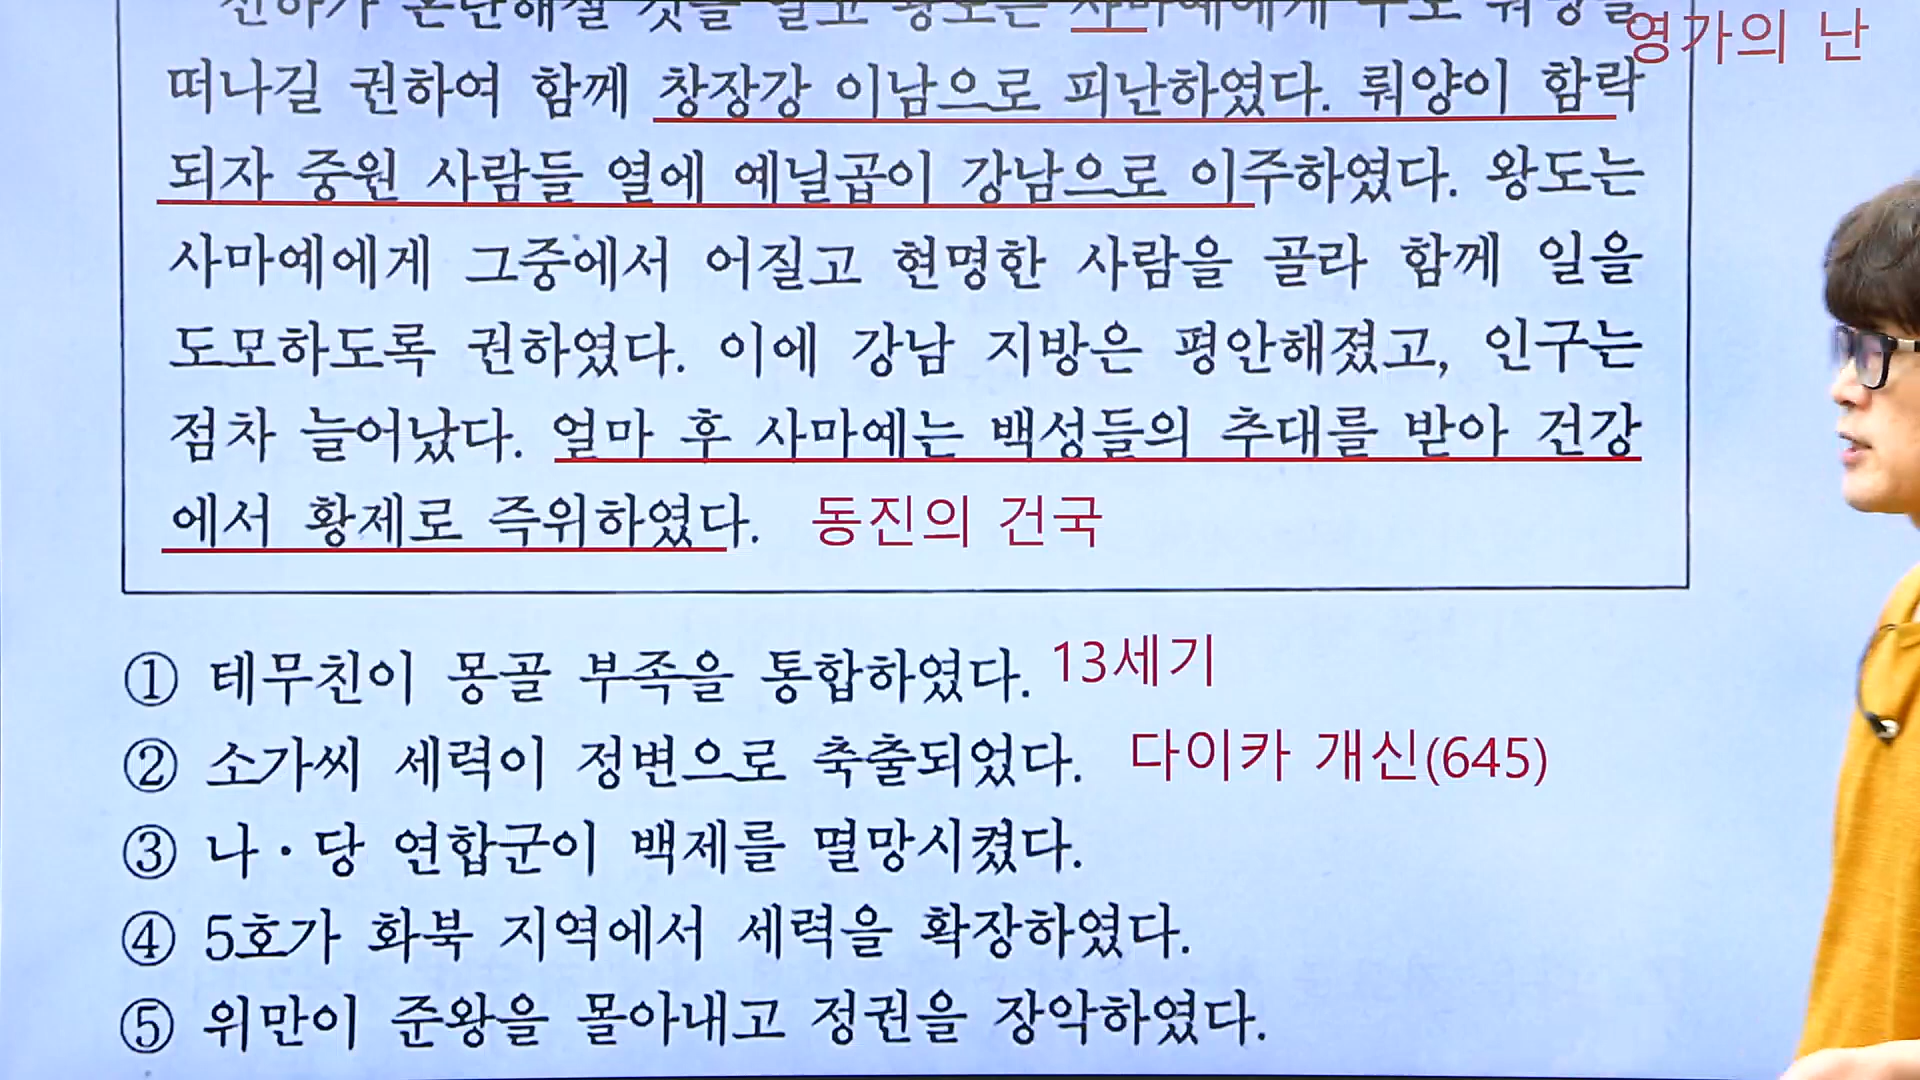 영가의 난
떠나길 권하여 함께 창장강 이남으로 피난하였다. 뤄양이 함락
되자 중원 사람들 열에 예닐곱이 강남으로 이주하였다. 왕도는
사마예에게 그중에서 어질고 현명한 사람을 골라 함께 일을
도모하도록 권하였다. 이에 강남 지방은 평안해졌고, 인구는
점차 늘어났다. 얼마 후 사마예는 백성들의 추대를 받아 건강
에서 황제로 즉위하였다. 동진의 건국
① 테무친이 몽골 부족을 통합하였다. 13세기
② 소가씨 세력이 정변으로 축출되었다. 다이카 개신(645)
③ 나·당 연합군이 백제를 멸망시켰다.
④ 5호가 화북 지역에서 세력을 확장하였다.
⑤ 위만이 준왕을 몰아내고 정권을 장악하였다.